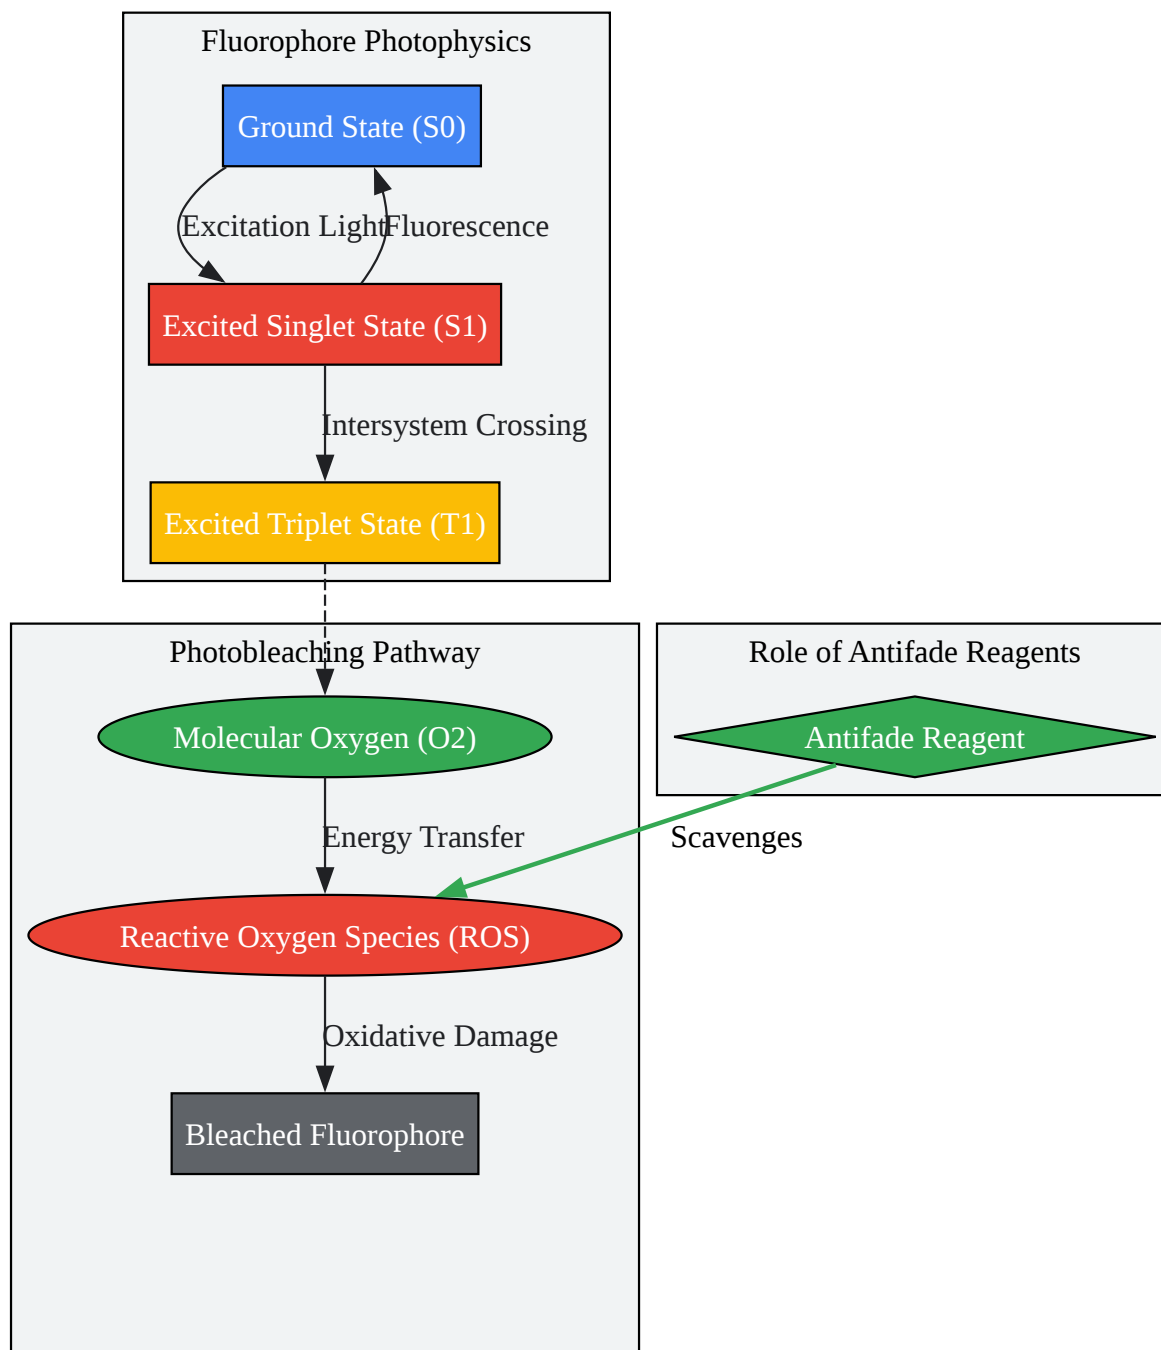 Fluorophore Photophysics
Ground State (S0)
Excitation Light
Fluorescence
Excited Singlet State (S1)
Intersystem Crossing
Excited Triplet State (T1)
Photobleaching Pathway
Molecular Oxygen (O2)
Energy Transfer
Reactive Oxygen Species (ROS)
Oxidative Damage
Bleached Fluorophore
Role of Antifade Reagents
Antifade Reagent
Scavenges